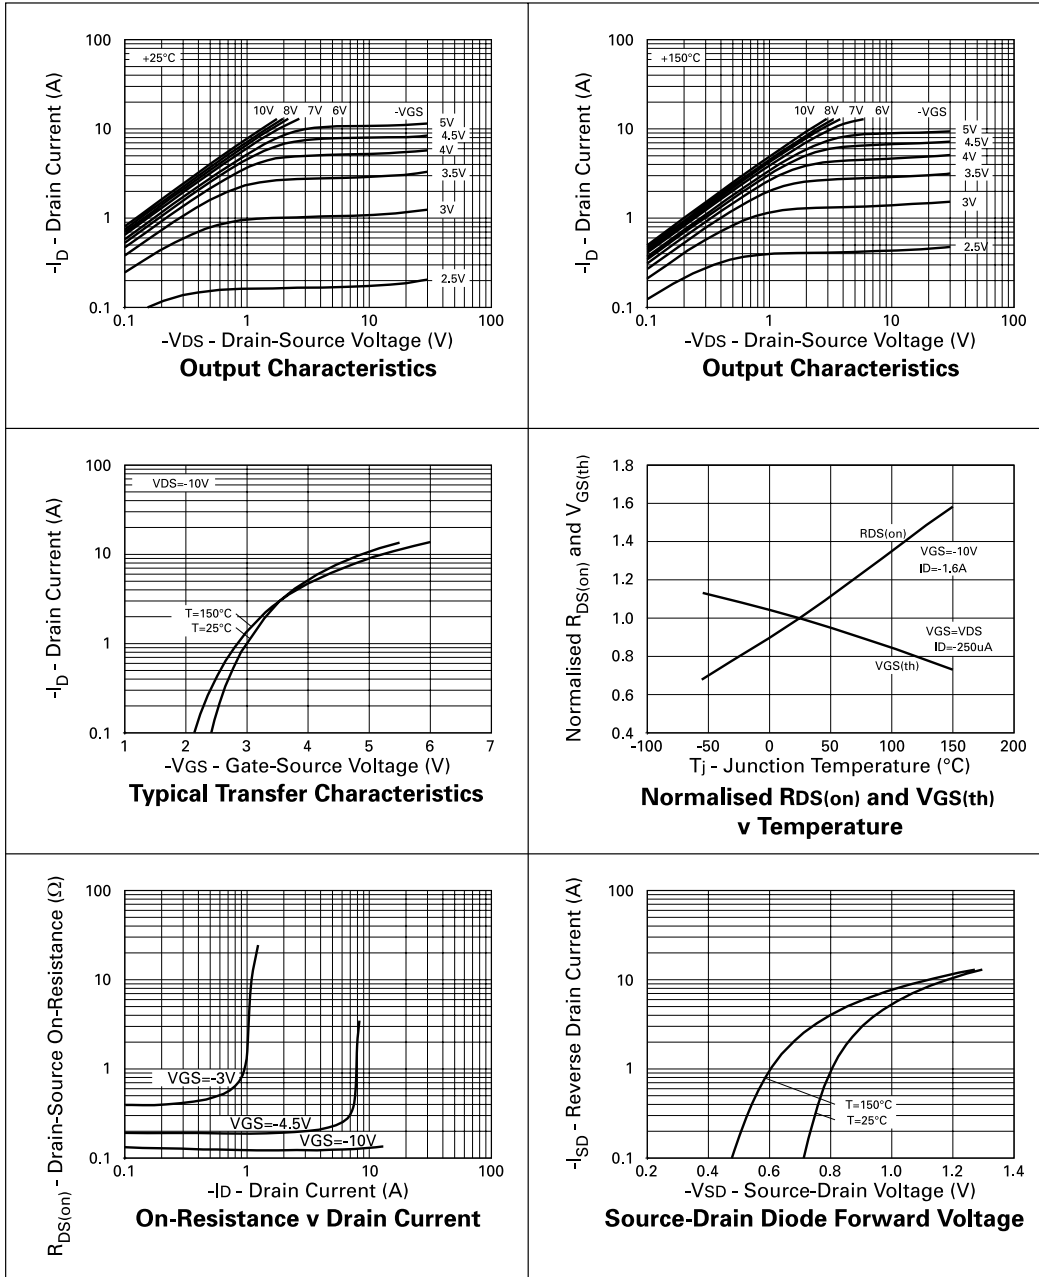 100
10
1
0.1
-ID - Drain Current (A)
+25°C
10V 8V 7V 6V -VGS
5V
4.5V
4V
3.5V
3V
2.5V
0.1 1 10 100
-VDS - Drain-Source Voltage (V)
Output Characteristics
100
10
1
0.1
-ID - Drain Current (A)
+150°C
10V 8V 7V 6V -VGS
5V
4.5V
4V
3.5V
3V
2.5V
0.1 1 10 100
-VDS - Drain-Source Voltage (V)
Output Characteristics
100
10
1
0.1
-ID - Drain Current (A)
VDS=-10V
T=150°C
T=25°C
1 2 3 4 5 6 7
-VGS - Gate-Source Voltage (V)
Typical Transfer Characteristics
1.8
1.6
1.4
1.2
1.0
0.8
0.6
0.4
Normalised RDS(on) and VGS(th)
RDS(on)
VGS=-10V
ID=-1.6A
VGS=VDS
ID=-250uA
VGS(th)
-100 -50 0 50 100 150 200
Tj - Junction Temperature (°C)
Normalised RDS(on) and VGS(th)
v Temperature
100
10
1
0.1
RDS(on) - Drain-Source On-Resistance (Ω)
VGS=-3V
VGS=-4.5V
VGS=-10V
0.1 1 10 100
-ID - Drain Current (A)
On-Resistance v Drain Current
100
10
1
0.1
-ISD - Reverse Drain Current (A)
T=150°C
T=25°C
0.2 0.4 0.6 0.8 1.0 1.2 1.4
-VSD - Source-Drain Voltage (V)
Source-Drain Diode Forward Voltage